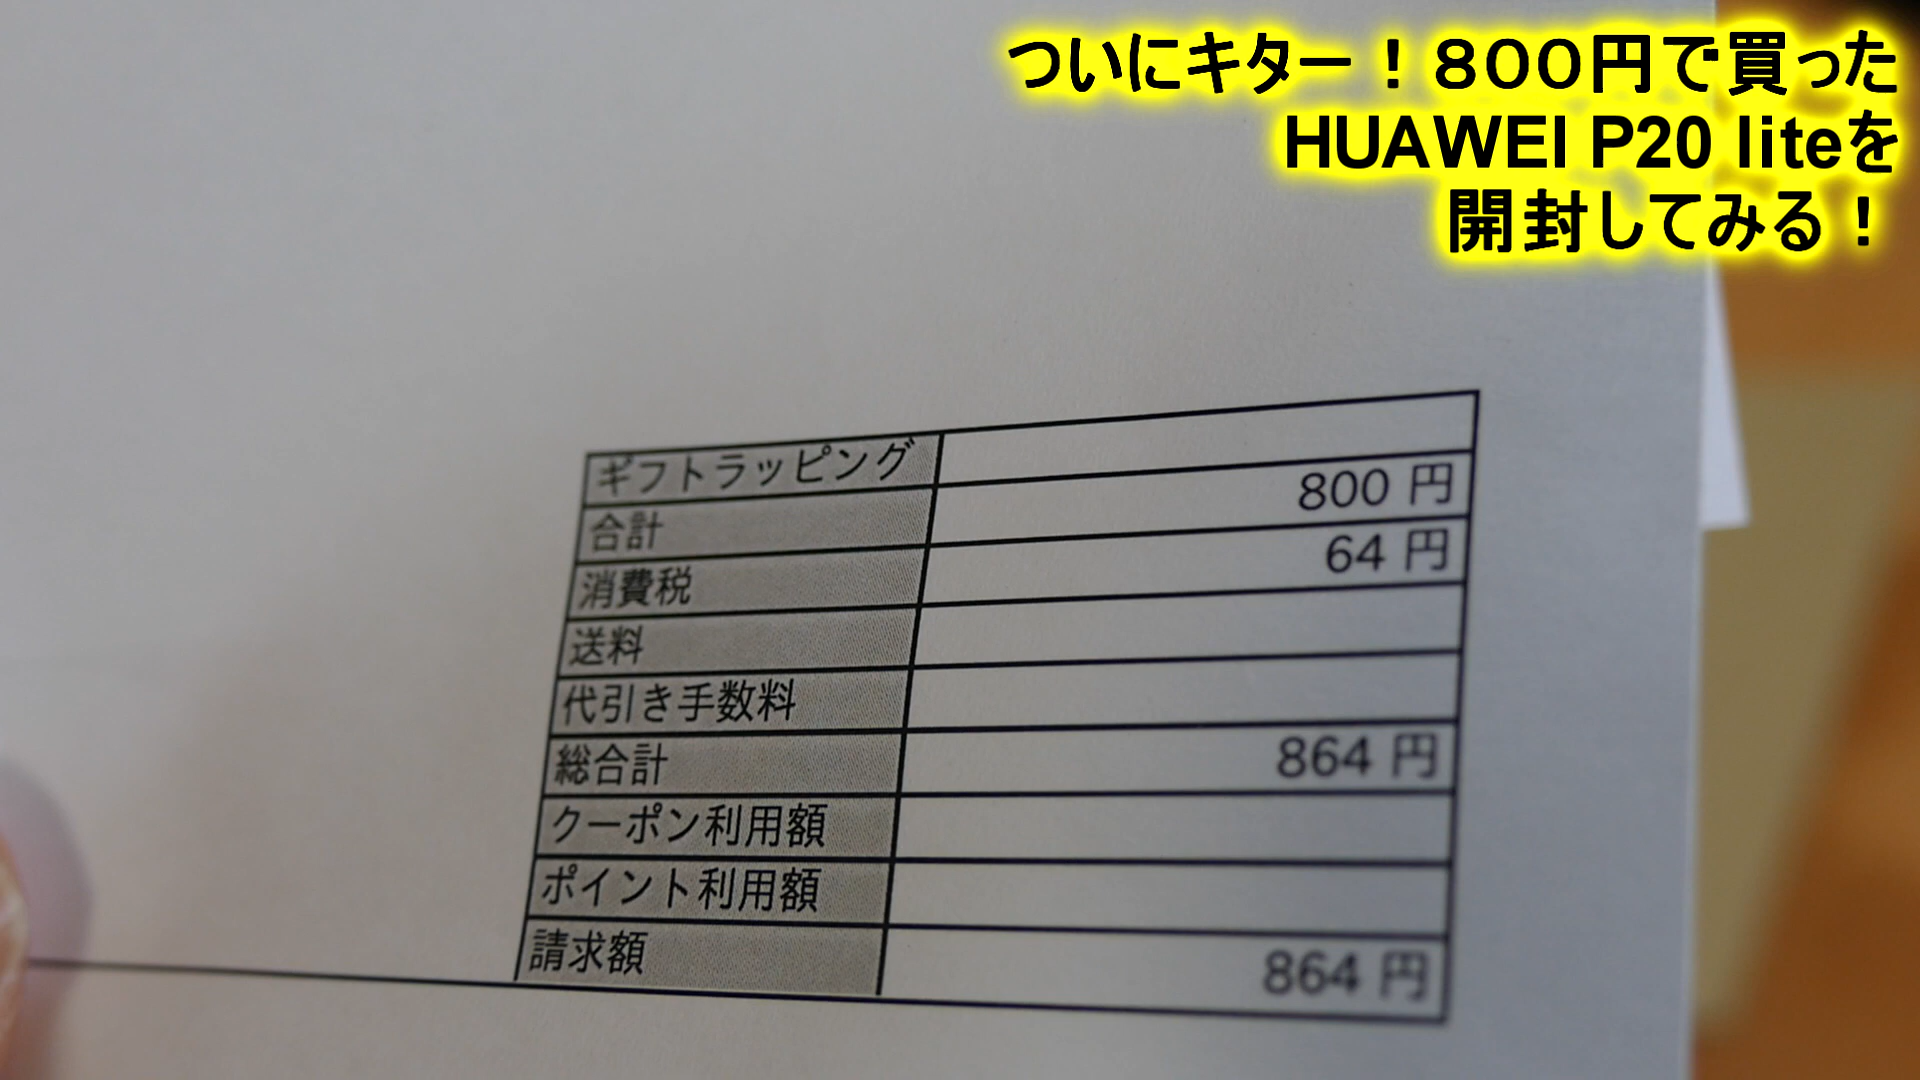 ついにキター！８００円で買った
HUAWEI P20 liteを
開封してみる！
ギフトラッピング
合計 800 円
消費税 64 円
送料
代引き手数料
総合計 864 円
クーポン利用額
ポイント利用額
請求額 864 円